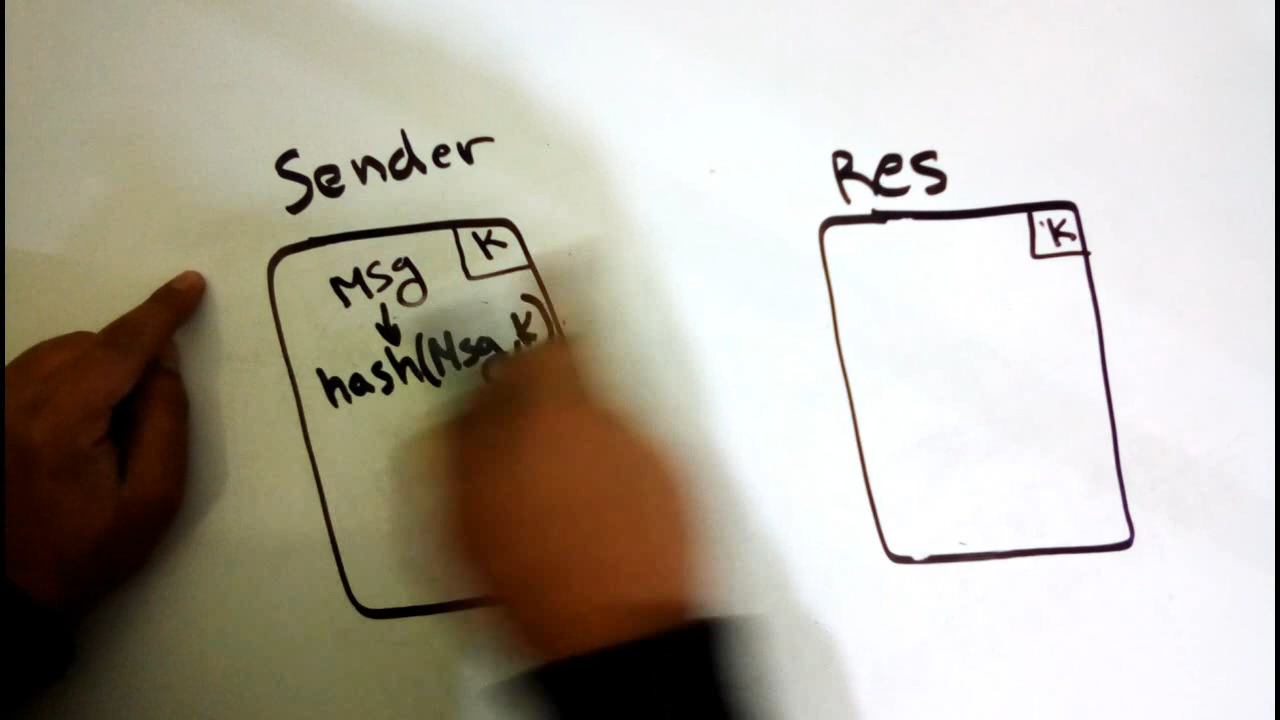 Sender
K
Msg
hash(Msg,K)
Res
K